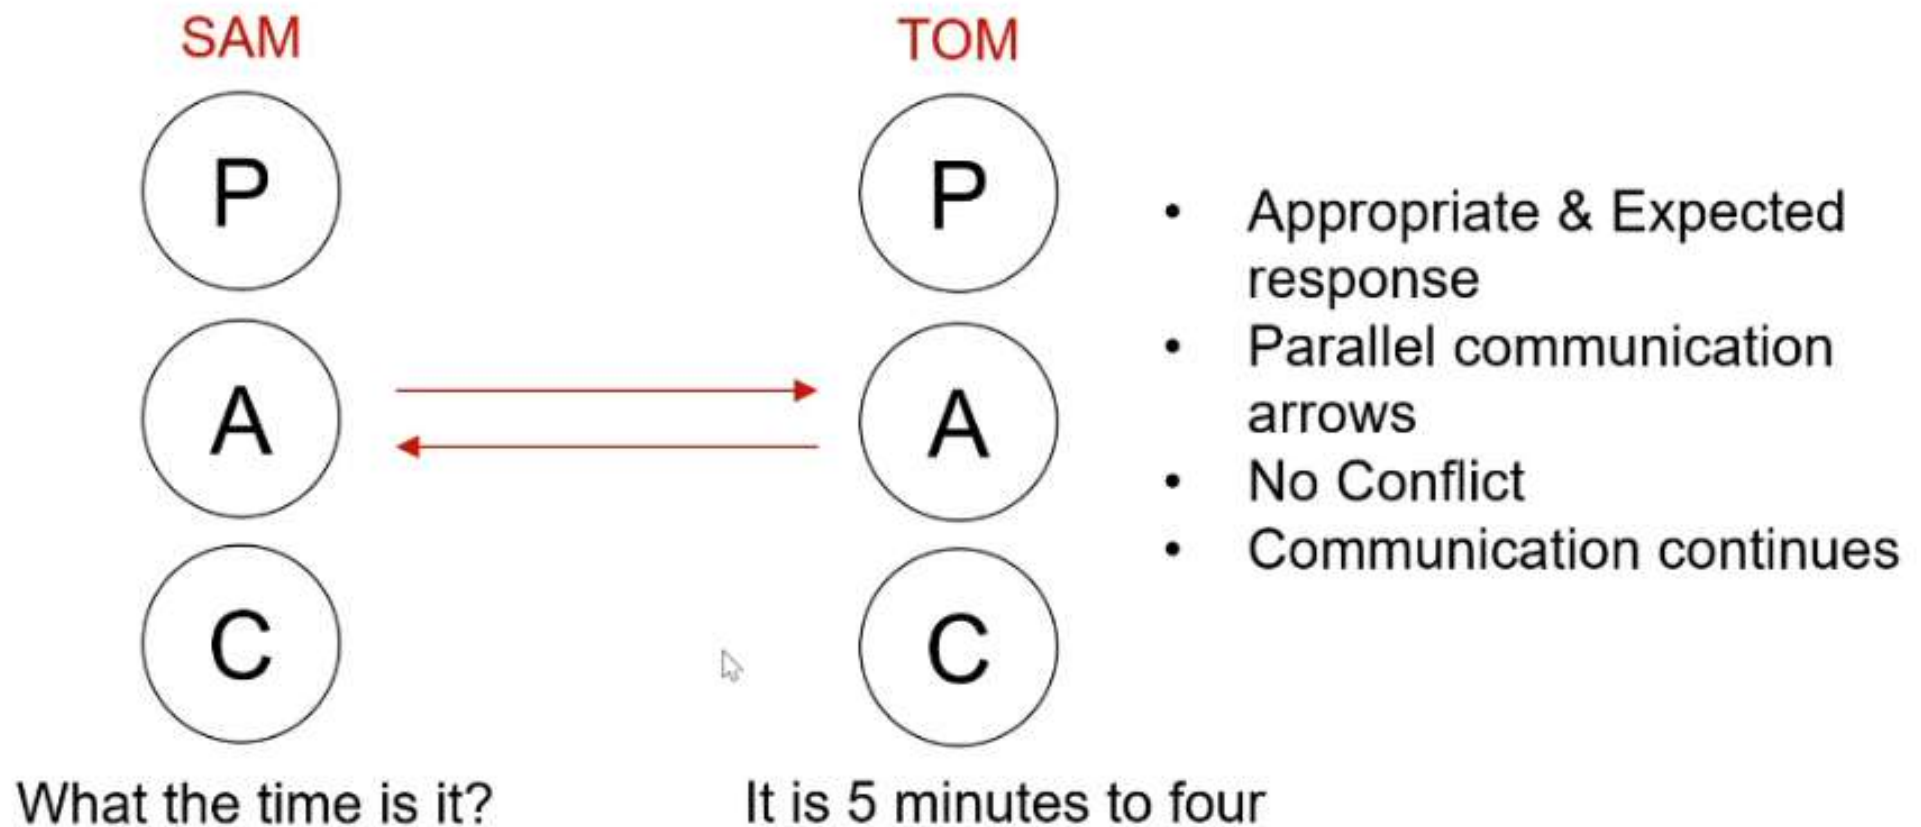 SAM
TOM
P
P
A
A
C
C
What the time is it?
It is 5 minutes to four
• Appropriate & Expected
response
• Parallel communication
arrows
• No Conflict
• Communication continues